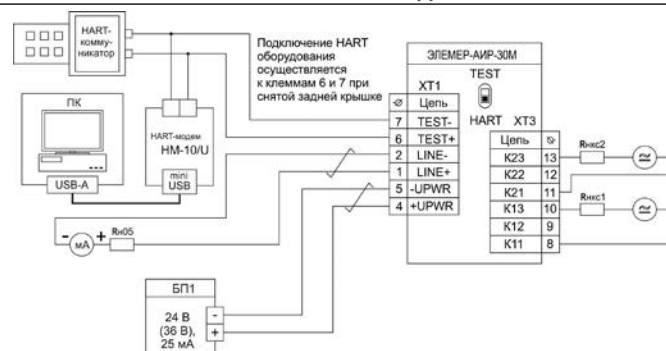 HART-
комму-
никатор
Подключение HART
оборудования
осуществляется
к клеммам 6 и 7 при
снятой задней крышке
ПК
USB-A
HART-модем
HM-10/U
mini
USB
- мА + Rн05
БП1
24 В
(36 В),
25 мА
-
+
ЭЛЕМЕР-АИР-30М
TEST
HART
XT1
Цепь
7 TEST-
6 TEST+
2 LINE-
1 LINE+
5 -UPWR
4 +UPWR
XT3
Цепь
K23 13
K22 12
K21 11
K13 10
K12 9
K11 8
Rнкс2
Rнкс1